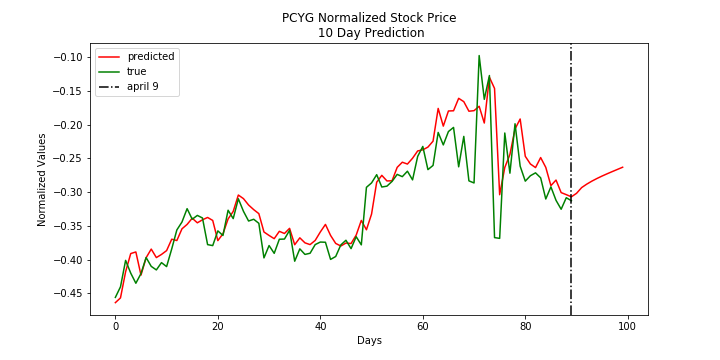 PCYG Normalized Stock Price
10 Day Prediction
predicted
true
april 9
Normalized Values
−0.10
−0.15
−0.20
−0.25
−0.30
−0.35
−0.40
−0.45
0
20
40
60
80
100
Days